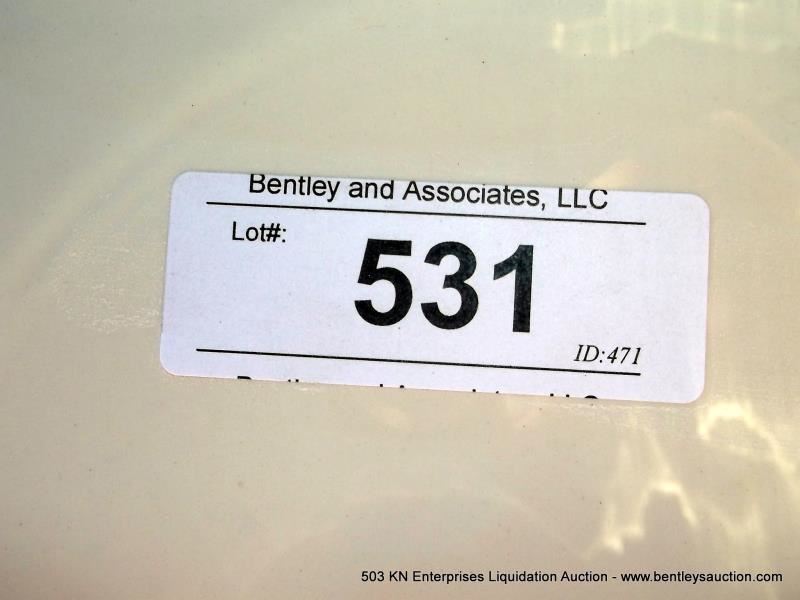 Bentley and Associates, LLC
Lot#:
531
ID:471
503 KN Enterprises Liquidation Auction - www.bentleysauction.com